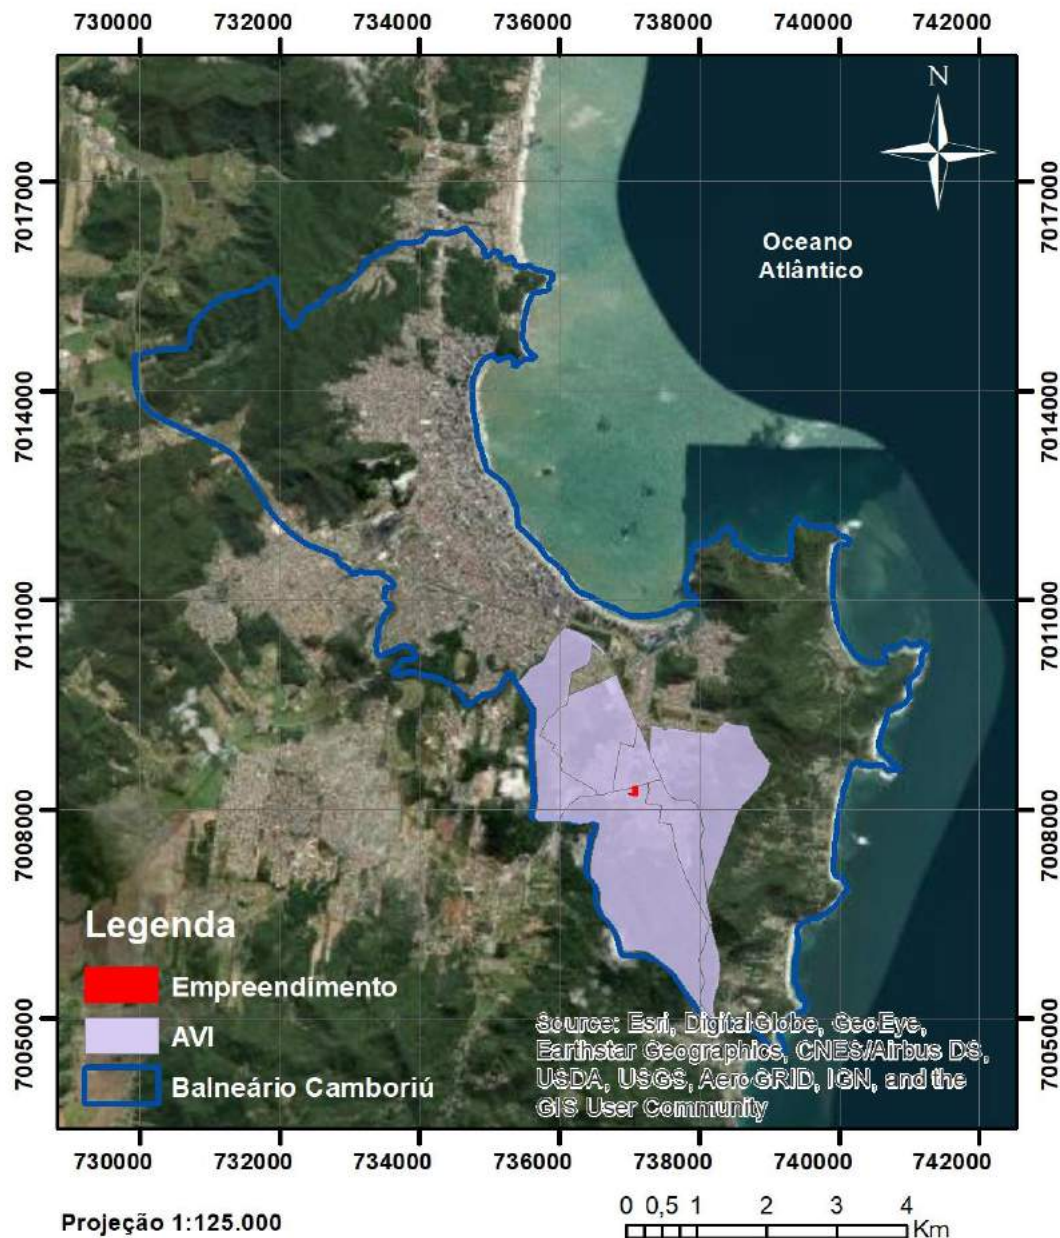 730000 732000 734000 736000 738000 740000 742000
N
7017000
7017000
Oceano
Atlântico
7014000
7014000
7011000
7011000
7008000
7008000
Legenda
Empreendimento
AVI
Balneário Camboriú
7005000
7005000
Source: Esri, DigitalGlobe, GeoEye,
Earthstar Geographics, CNES/Airbus DS,
USDA, USGS, AeroGRID, IGN, and the
GIS User Community
730000 732000 734000 736000 738000 740000 742000
Projeção 1:125.000
0 0,5 1 2 3 4
Km